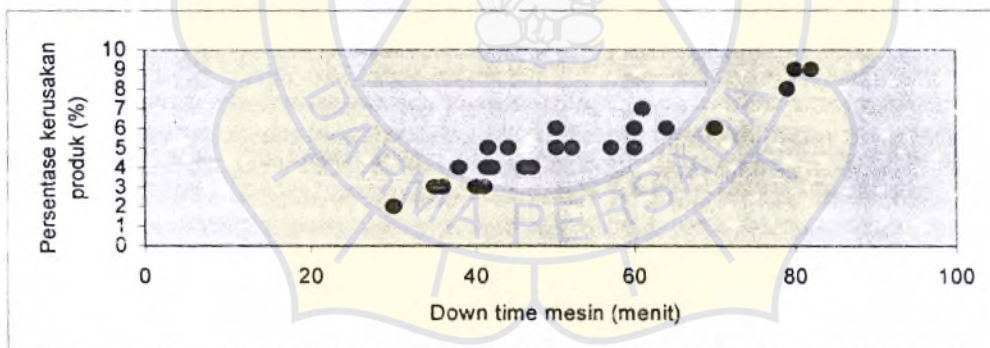 Persentase kerusakan
produk (%)
10
9
8
7
6
5
4
3
2
1
0
0 20 40 60 80 100
Down time mesin (menit)
DARMA PERSADA